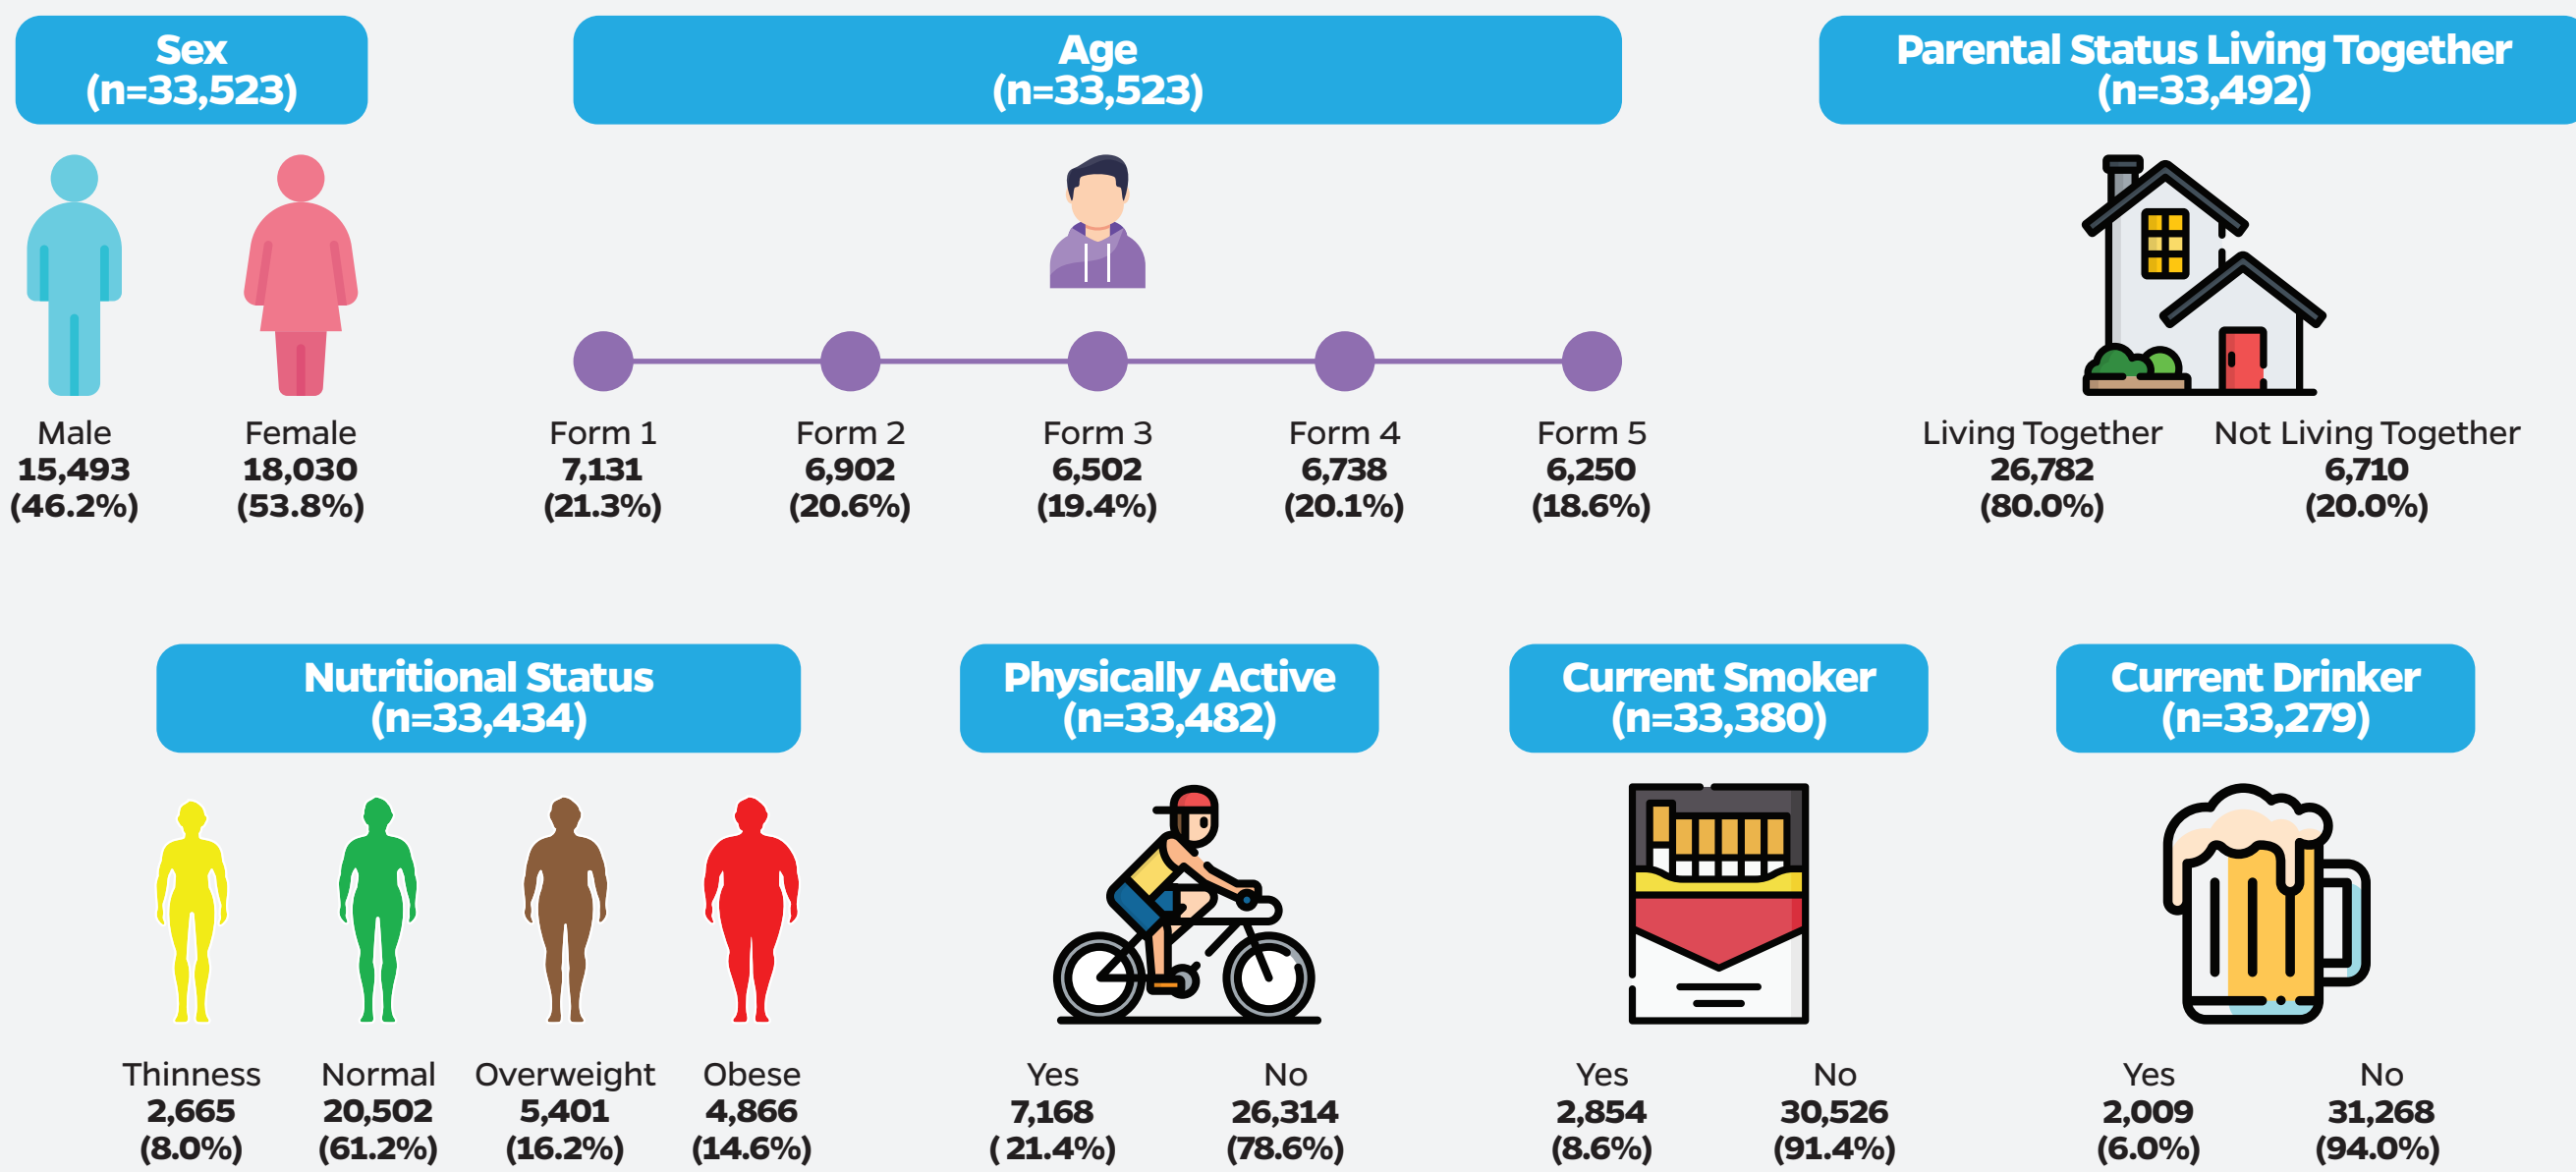 Sex
(n=33,523)
Male
15,493
(46.2%)
Female
18,030
(53.8%)
Age
(n=33,523)
Form 1
7,131
(21.3%)
Form 2
6,902
(20.6%)
Form 3
6,502
(19.4%)
Form 4
6,738
(20.1%)
Form 5
6,250
(18.6%)
Parental Status Living Together
(n=33,492)
Living Together
26,782
(80.0%)
Not Living Together
6,710
(20.0%)
Nutritional Status
(n=33,434)
Thinness
2,665
(8.0%)
Normal
20,502
(61.2%)
Overweight
5,401
(16.2%)
Obese
4,866
(14.6%)
Physically Active
(n=33,482)
Yes
7,168
( 21.4%)
No
26,314
(78.6%)
Current Smoker
(n=33,380)
Yes
2,854
(8.6%)
No
30,526
(91.4%)
Current Drinker
(n=33,279)
Yes
2,009
(6.0%)
No
31,268
(94.0%)